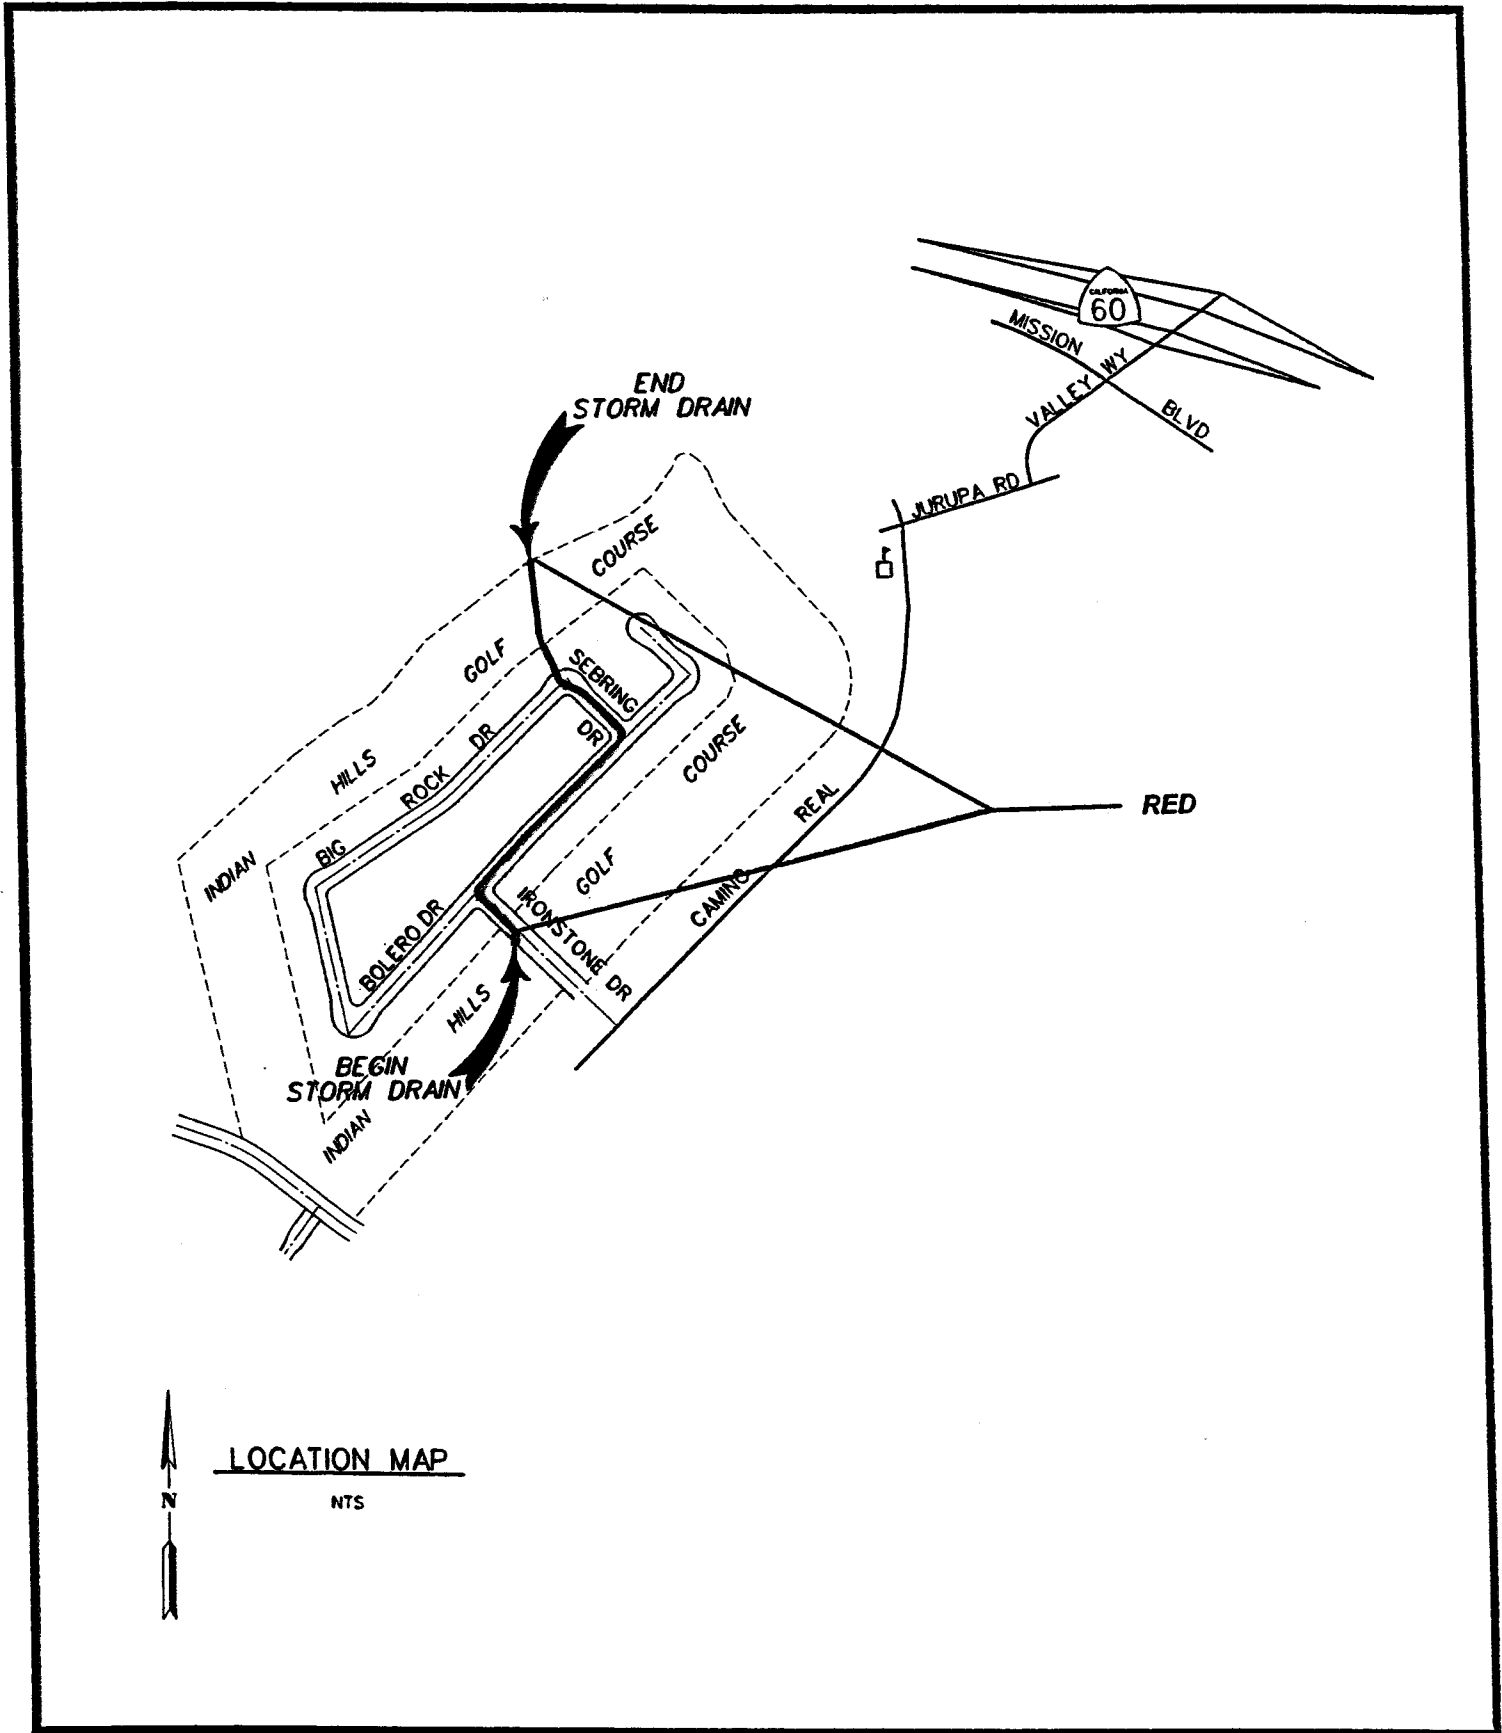 CALIFORNIA
60
MISSION
BLVD
VALLEY WY
JURUPA RD
END
STORM DRAIN
COURSE
GOLF
HILLS
INDIAN
SEBRING
DR
BIG ROCK DR
BOLERO DR
COURSE
GOLF
HILLS
INDIAN
IRONSTONE DR
CAMINO REAL
RED
BEGIN
STORM DRAIN
LOCATION MAP
NTS
N